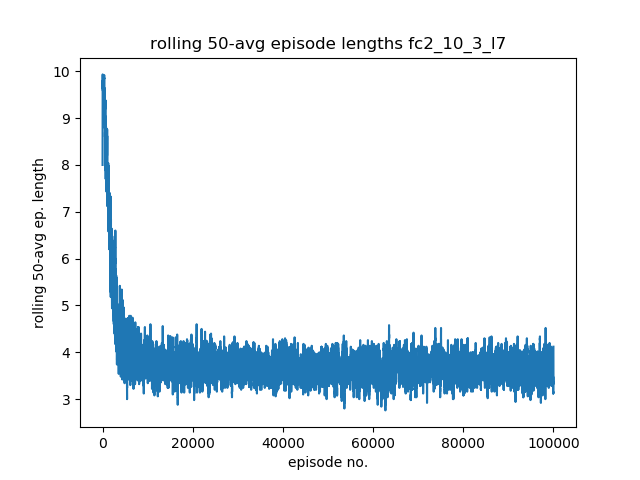 rolling 50-avg episode lengths fc2_10_3_l7
rolling 50-avg ep. length
10
9
8
7
6
5
4
3
0 20000 40000 60000 80000 100000
episode no.